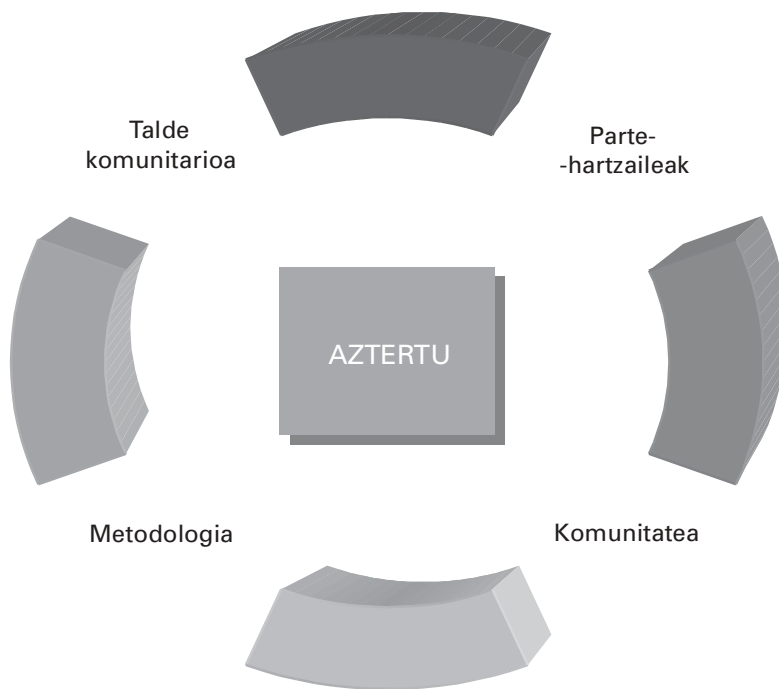 Talde
komunitarioa
Parte-
-hartzaileak
AZTERTU
Metodologia
Komunitatea